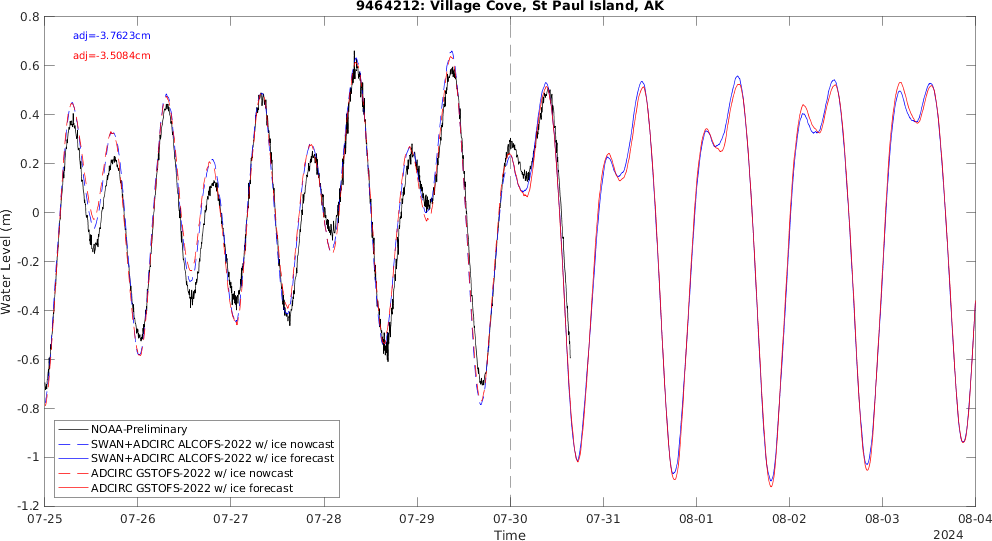 9464212: Village Cove, St Paul Island, AK
adj=-3.7623cm
adj=-3.5084cm
Water Level (m)
0.8
0.6
0.4
0.2
0
-0.2
-0.4
-0.6
-0.8
-1
-1.2
NOAA-Preliminary
SWAN+ADCIRC ALCOFS-2022 w/ ice nowcast
SWAN+ADCIRC ALCOFS-2022 w/ ice forecast
ADCIRC GSTOFS-2022 w/ ice nowcast
ADCIRC GSTOFS-2022 w/ ice forecast
07-25 07-26 07-27 07-28 07-29 07-30 07-31 08-01 08-02 08-03 08-04
Time
2024